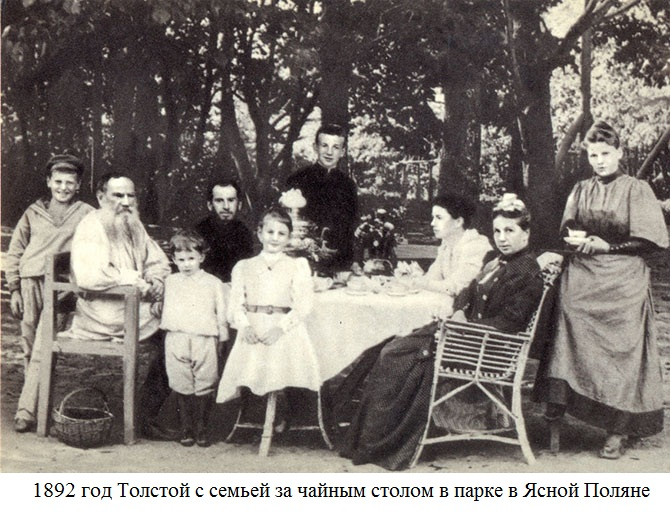 1892 год Толстой с семьей за чайным столом в парке в Ясной Поляне